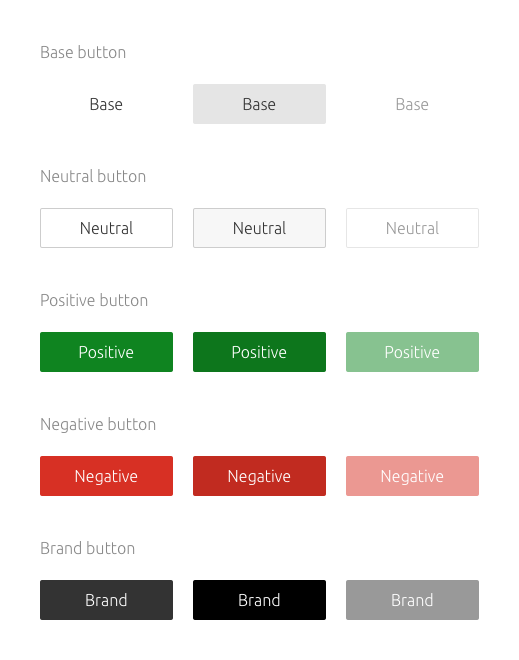 Base button
Base Base Base
Neutral button
Neutral Neutral Neutral
Positive button
Positive Positive Positive
Negative button
Negative Negative Negative
Brand button
Brand Brand Brand